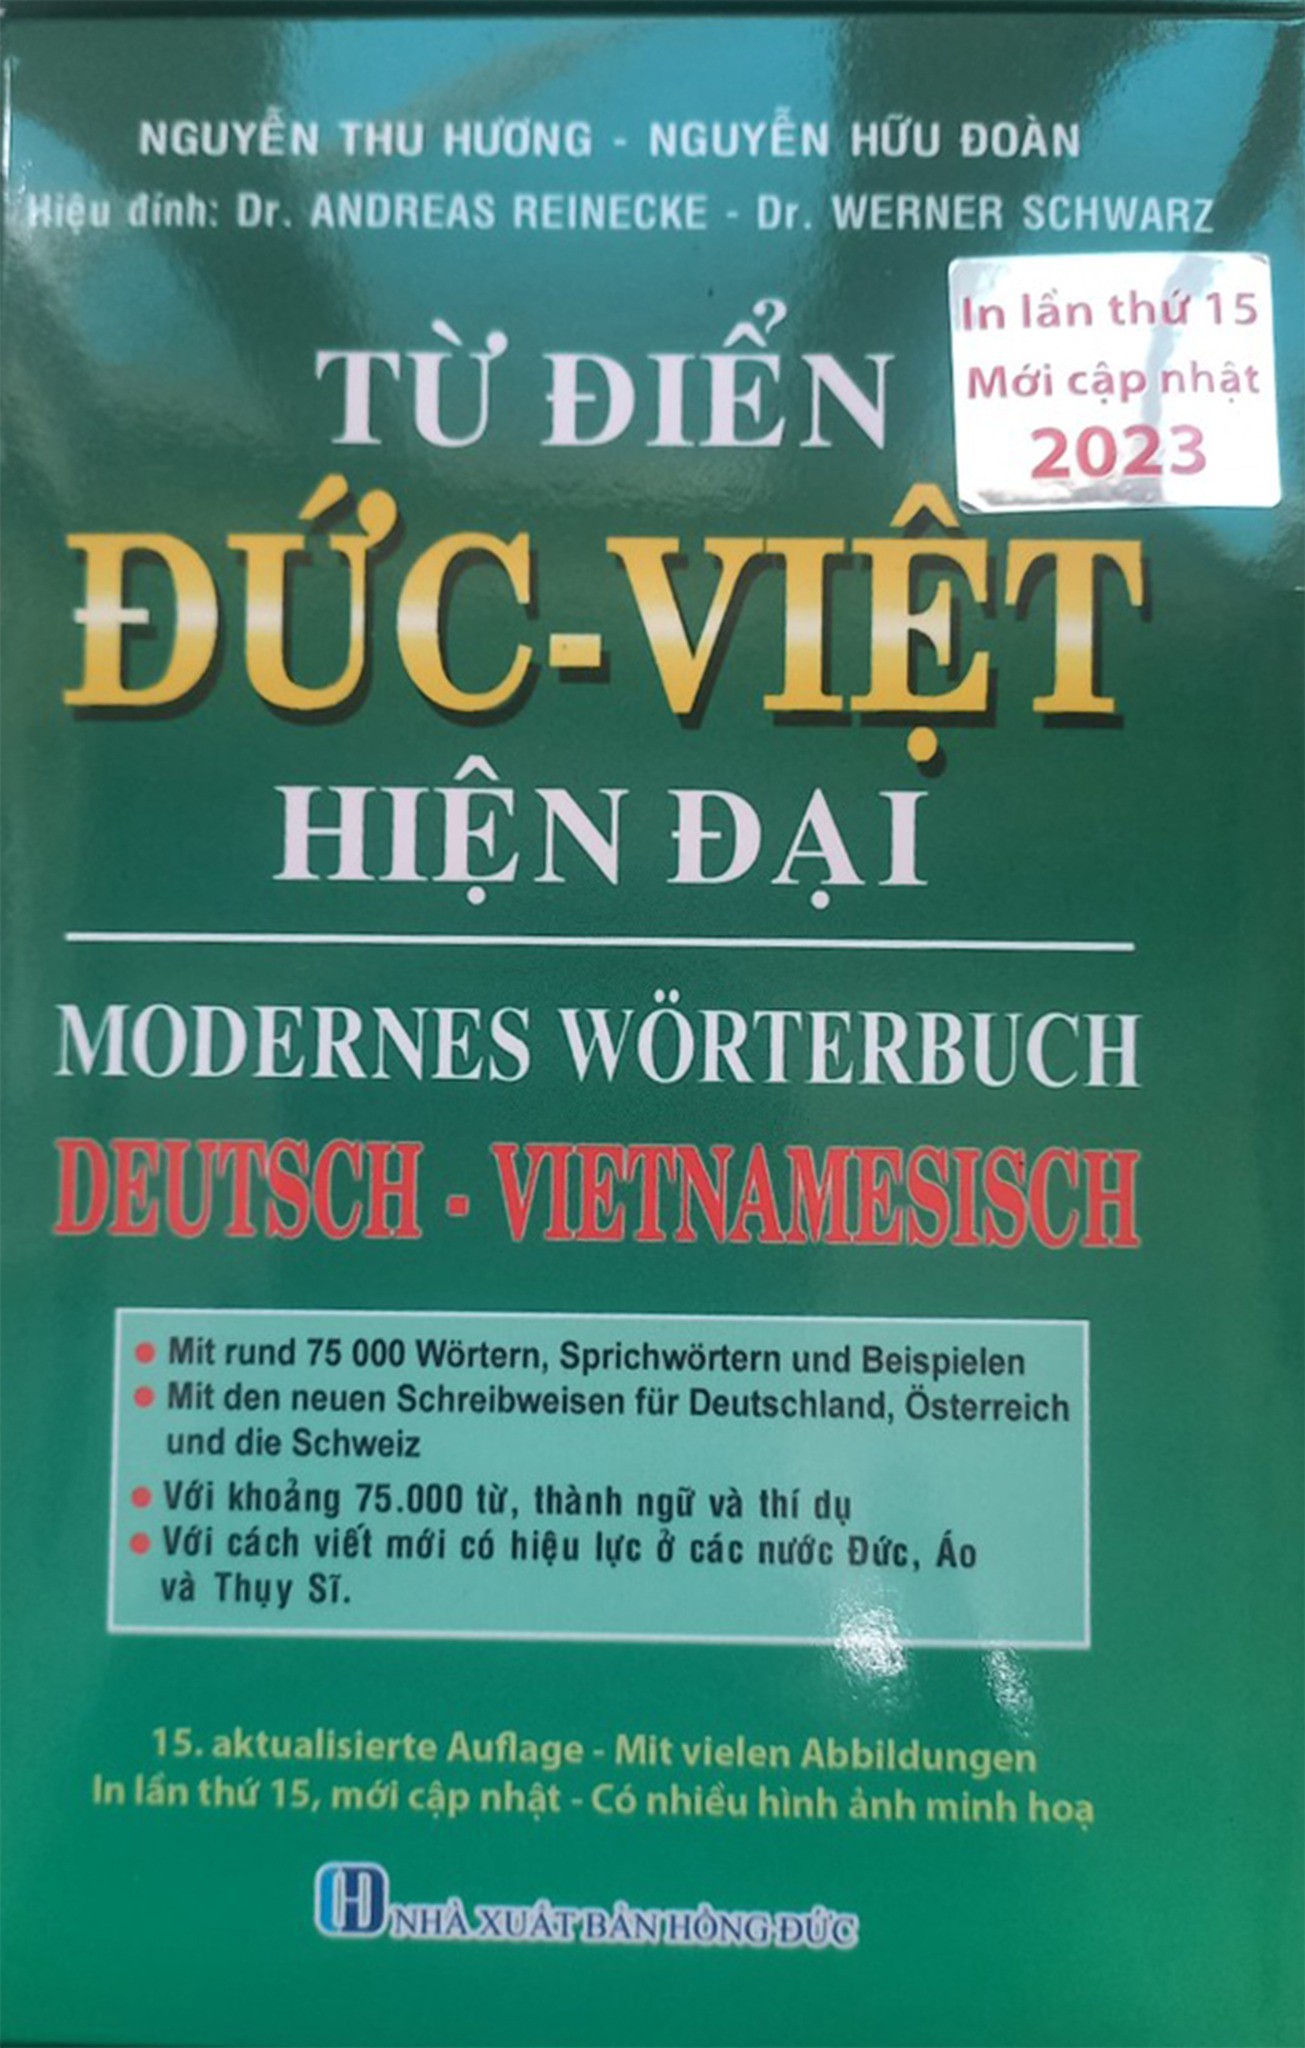 NGUYỄN THU HƯƠNG - NGUYỄN HỮU ĐOÀN
Hiệu đính: Dr. ANDREAS REINECKE - Dr. WERNER SCHWARZ
In lần thứ 15
Mới cập nhật
2023
TỪ ĐIỂN
ĐỨC-VIỆT
HIỆN ĐẠI
MODERNES WÖRTERBUCH
DEUTSCH - VIETNAMESISCH
• Mit rund 75 000 Wörtern, Sprichwörtern und Beispielen
• Mit den neuen Schreibweisen für Deutschland, Österreich
und die Schweiz
• Với khoảng 75.000 từ, thành ngữ và thí dụ
• Với cách viết mới có hiệu lực ở các nước Đức, Áo
và Thụy Sĩ.
15. aktualisierte Auflage - Mit vielen Abbildungen
In lần thứ 15, mới cập nhật - Có nhiều hình ảnh minh hoạ
NHÀ XUẤT BẢN HỒNG ĐỨC